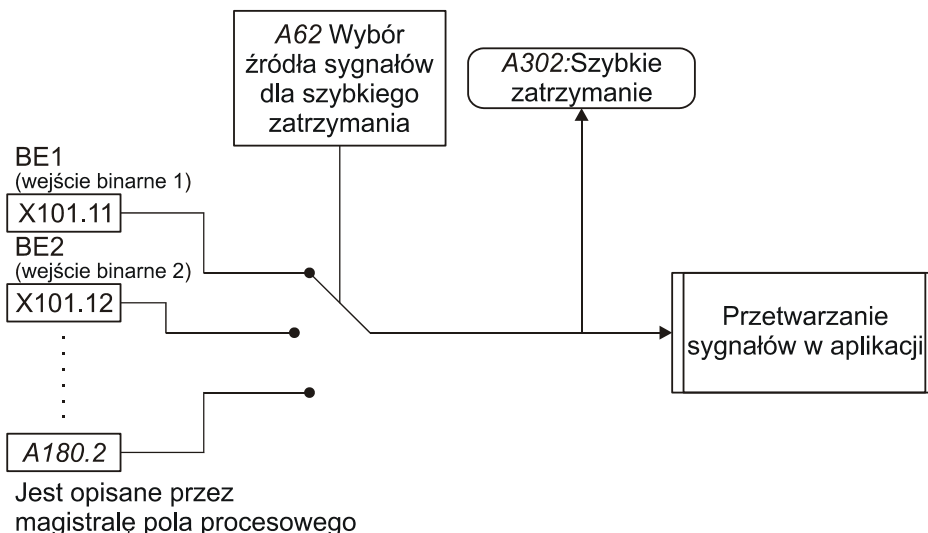 A62 Wybór
źródła sygnałów
dla szybkiego
zatrzymania
A302:Szybkie
zatrzymanie
BE1
(wejście binarne 1)
X101.11
BE2
(wejście binarne 2)
X101.12
A180.2
Jest opisane przez
magistralę pola procesowego
Przetwarzanie
sygnałów w aplikacji